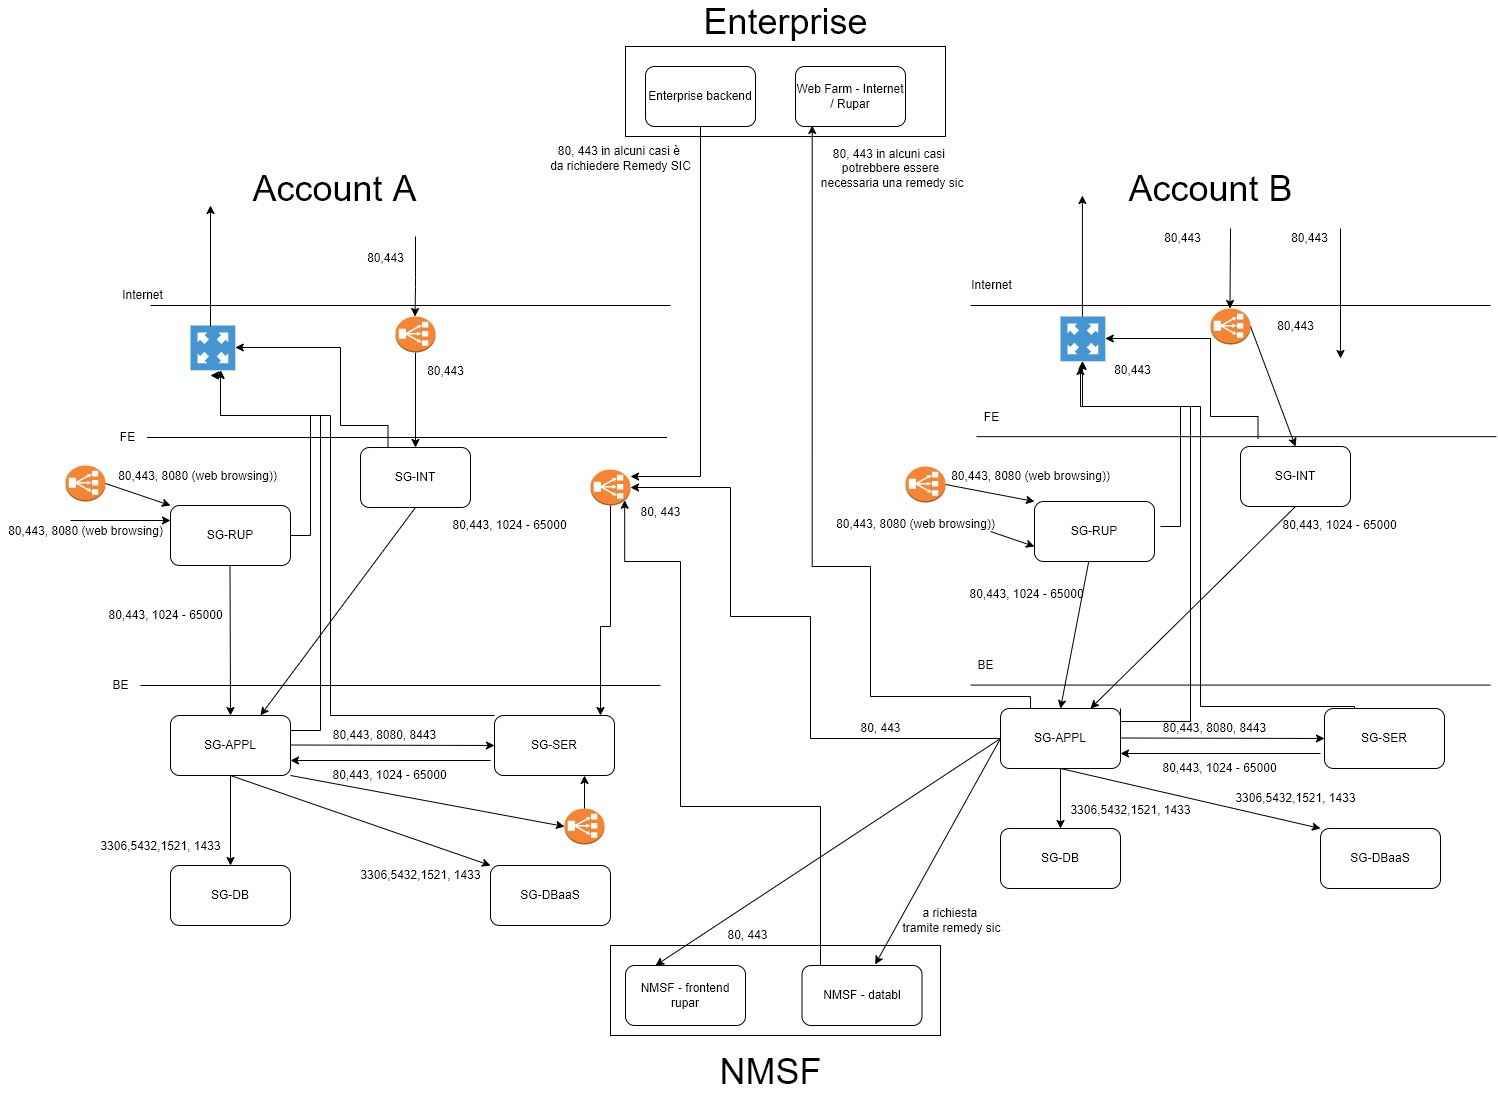 Enterprise
Enterprise backend
Web Farm - Internet
/ Rupar
80, 443 in alcuni casi è
da richiedere Remedy SIC
80, 443 in alcuni casi
potrebbere essere
necessaria una remedy sic
Account A
80,443
Internet
80,443
FE
80,443, 8080 (web browsing))
80,443, 8080 (web browsing)
SG-INT
SG-RUP
80,443, 1024 - 65000
80,443, 1024 - 65000
80, 443
BE
SG-APPL
80,443, 8080, 8443
80,443, 1024 - 65000
SG-SER
3306,5432,1521, 1433
3306,5432,1521, 1433
SG-DB
SG-DBaaS
Account B
80,443
80,443
Internet
80,443
80,443
FE
80,443, 8080 (web browsing))
80,443, 8080 (web browsing))
SG-INT
SG-RUP
80,443, 1024 - 65000
80,443, 1024 - 65000
BE
80, 443
SG-APPL
80,443, 8080, 8443
80,443, 1024 - 65000
SG-SER
3306,5432,1521, 1433
3306,5432,1521, 1433
SG-DB
SG-DBaaS
a richiesta
tramite remedy sic
80, 443
NMSF - frontend
rupar
NMSF - databl
NMSF